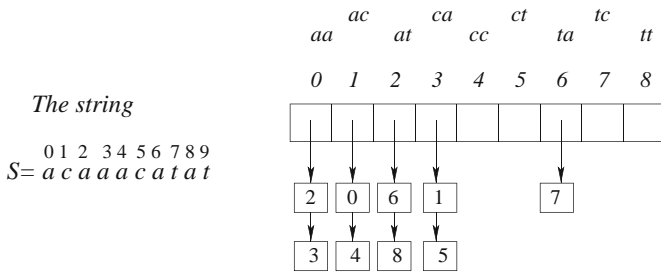 ac ca ct tc
aa at cc ta tt
0 1 2 3 4 5 6 7 8
The string
0 1 2 3 4 5 6 7 8 9
S= a c a a a c a t a t
2 0 6 1 7
3 4 8 5